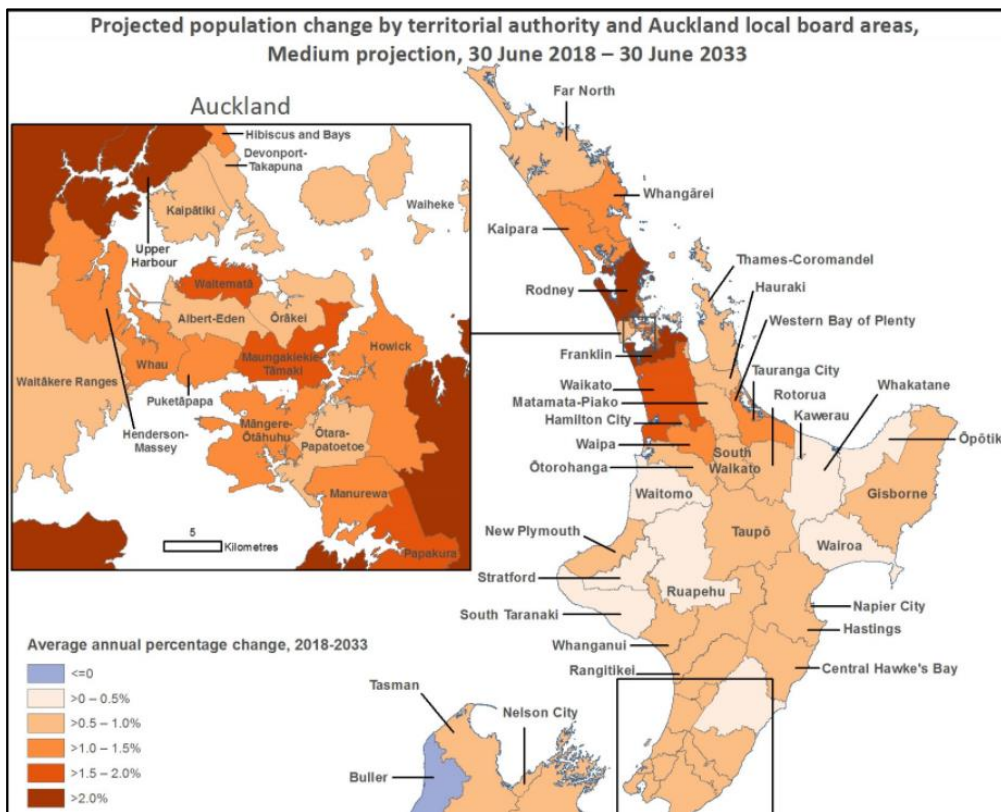 Projected population change by territorial authority and Auckland local board areas,
Medium projection, 30 June 2018 – 30 June 2033
Auckland
Hibiscus and Bays
Devonport-
Takapuna
Kaipātiki
Waiheke
Upper
Harbour
Waitematā
Albert-Eden
Ōrākei
Howick
Maungakiekie-
Tāmaki
Whau
Waitākere Ranges
Puketāpapa
Henderson-
Massey
Māngere-
Ōtāhuhu
Ōtara-
Papatoetoe
Manurewa
Papakura
5
Kilometres
Far North
Whangārei
Kaipara
Thames-Coromandel
Hauraki
Rodney
Western Bay of Plenty
Franklin
Tauranga City
Waikato
Rotorua
Whakatane
Matamata-Piako
Kawerau
Hamilton City
Ōpōtik
Waipa
South
Waikato
Ōtorohanga
Waitomo
Gisborne
New Plymouth
Taupō
Wairoa
Stratford
Ruapehu
South Taranaki
Napier City
Hastings
Whanganui
Rangitikei
Central Hawke's Bay
Average annual percentage change, 2018-2033
<=0
>0 – 0.5%
>0.5 – 1.0%
>1.0 – 1.5%
>1.5 – 2.0%
>2.0%
Tasman
Nelson City
Buller